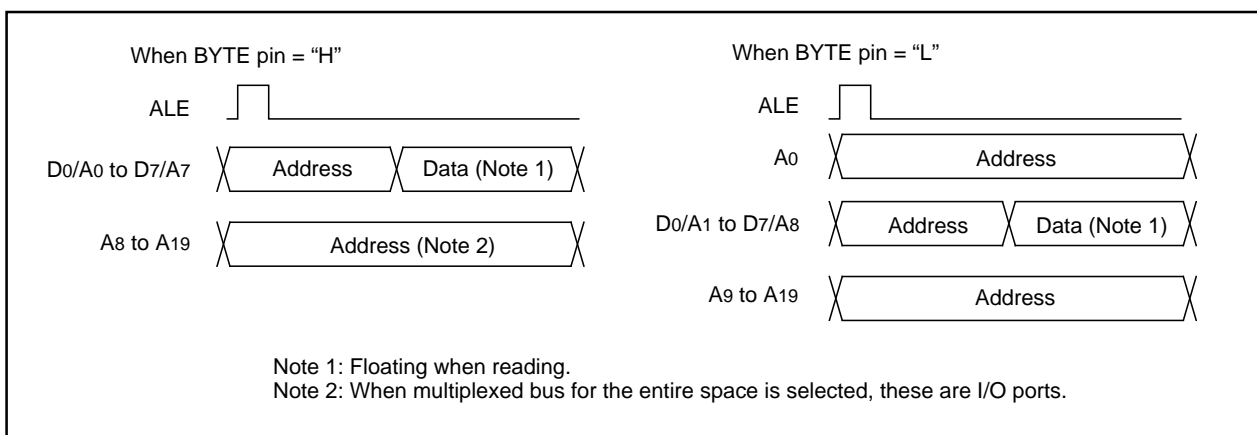 When BYTE pin = “H”
ALE
D0/A0 to D7/A7
Address
Data (Note 1)
A8 to A19
Address (Note 2)
When BYTE pin = “L”
ALE
A0
Address
D0/A1 to D7/A8
Address
Data (Note 1)
A9 to A19
Address
Note 1: Floating when reading.
Note 2: When multiplexed bus for the entire space is selected, these are I/O ports.